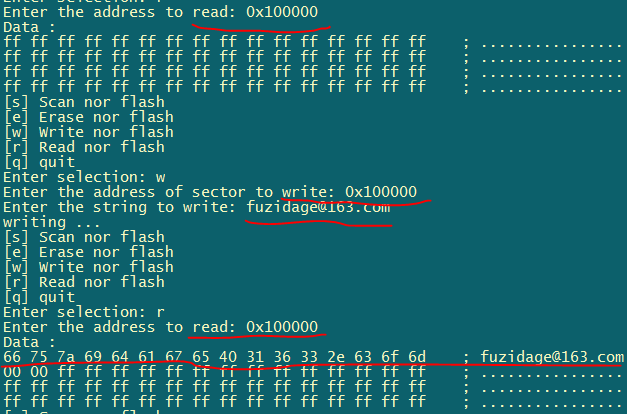 Enter the address to read: 0x100000
Data :
ff ff ff ff ff ff ff ff ff ff ff ff ff ff ff ff    ; ................
ff ff ff ff ff ff ff ff ff ff ff ff ff ff ff ff    ; ................
ff ff ff ff ff ff ff ff ff ff ff ff ff ff ff ff    ; ................
ff ff ff ff ff ff ff ff ff ff ff ff ff ff ff ff    ; ................
[s] Scan nor flash
[e] Erase nor flash
[w] Write nor flash
[r] Read nor flash
[q] quit
Enter selection: w
Enter the address of sector to write: 0x100000
Enter the string to write: fuzidage@163.com
writing ...
[s] Scan nor flash
[e] Erase nor flash
[w] Write nor flash
[r] Read nor flash
[q] quit
Enter selection: r
Enter the address to read: 0x100000
Data :
66 75 7a 69 64 61 67 65 40 31 36 33 2e 63 6f 6d    ; fuzidage@163.com
00 00 ff ff ff ff ff ff ff ff ff ff ff ff ff ff    ; ................
ff ff ff ff ff ff ff ff ff ff ff ff ff ff ff ff    ; ................
ff ff ff ff ff ff ff ff ff ff ff ff ff ff ff ff    ; ................